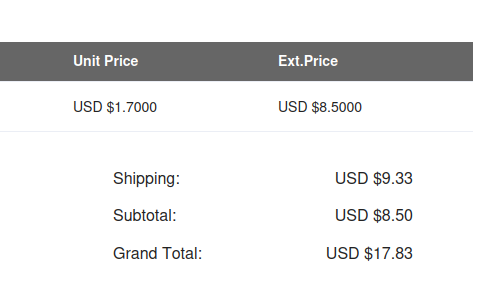 Unit Price Ext.Price
USD $1.7000 USD $8.5000
Shipping: USD $9.33
Subtotal: USD $8.50
Grand Total: USD $17.83